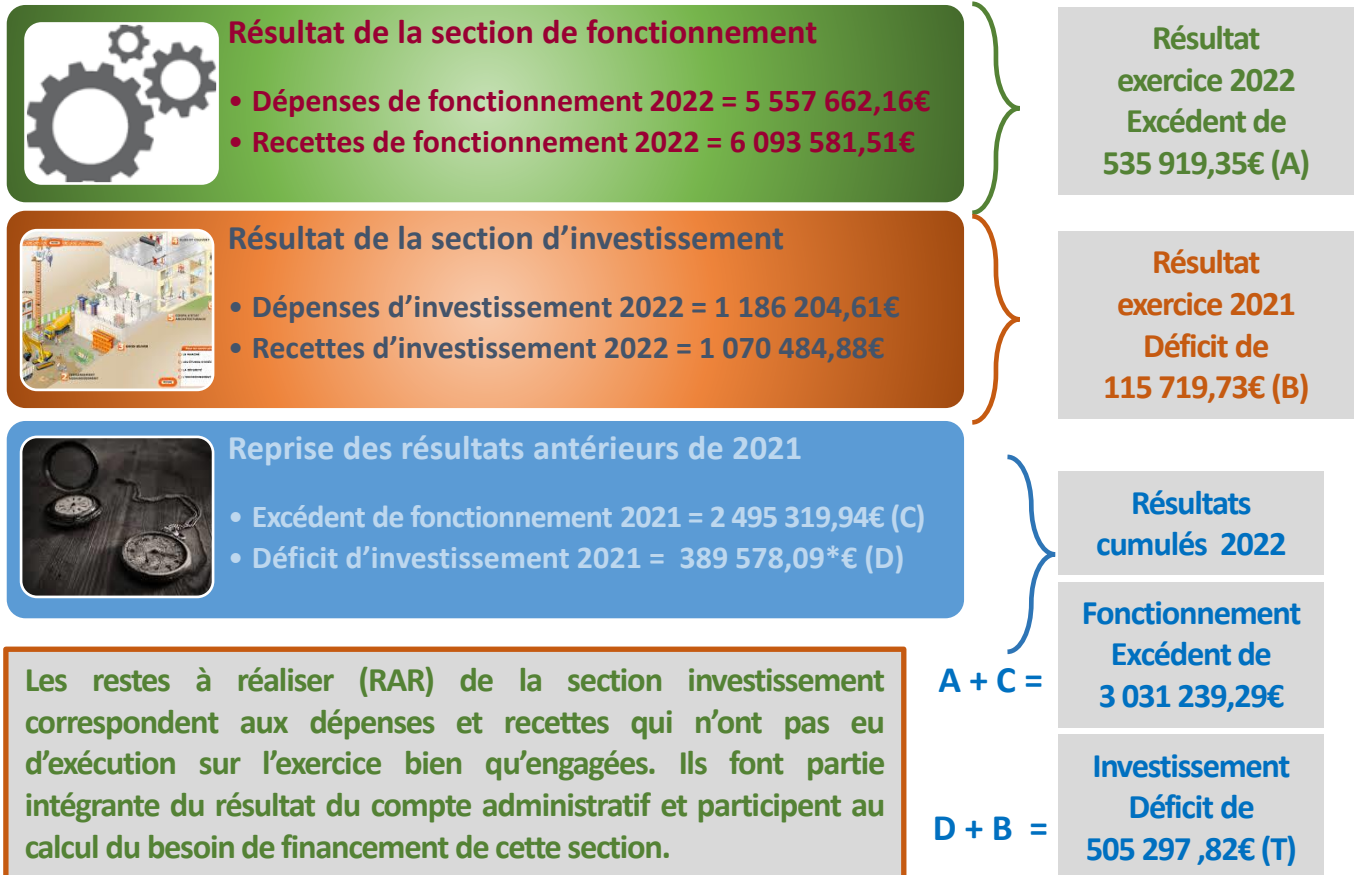 Résultat de la section de fonctionnement
• Dépenses de fonctionnement 2022 = 5 557 662,16€
• Recettes de fonctionnement 2022 = 6 093 581,51€
Résultat
exercice 2022
Excédent de
535 919,35€ (A)
Résultat de la section d’investissement
• Dépenses d’investissement 2022 = 1 186 204,61€
• Recettes d’investissement 2022 = 1 070 484,88€
Résultat
exercice 2021
Déficit de
115 719,73€ (B)
Reprise des résultats antérieurs de 2021
• Excédent de fonctionnement 2021 = 2 495 319,94€ (C)
• Déficit d’investissement 2021 =  389 578,09*€ (D)
Résultats
cumulés  2022
A + C =
Fonctionnement
Excédent de
3 031 239,29€
D + B  =
Investissement
Déficit de
505 297 ,82€ (T)
Les restes à réaliser (RAR) de la section investissement
correspondent aux dépenses et recettes qui n’ont pas eu
d’exécution sur l’exercice bien qu’engagées. Ils font partie
intégrante du résultat du compte administratif et participent au
calcul du besoin de financement de cette section.